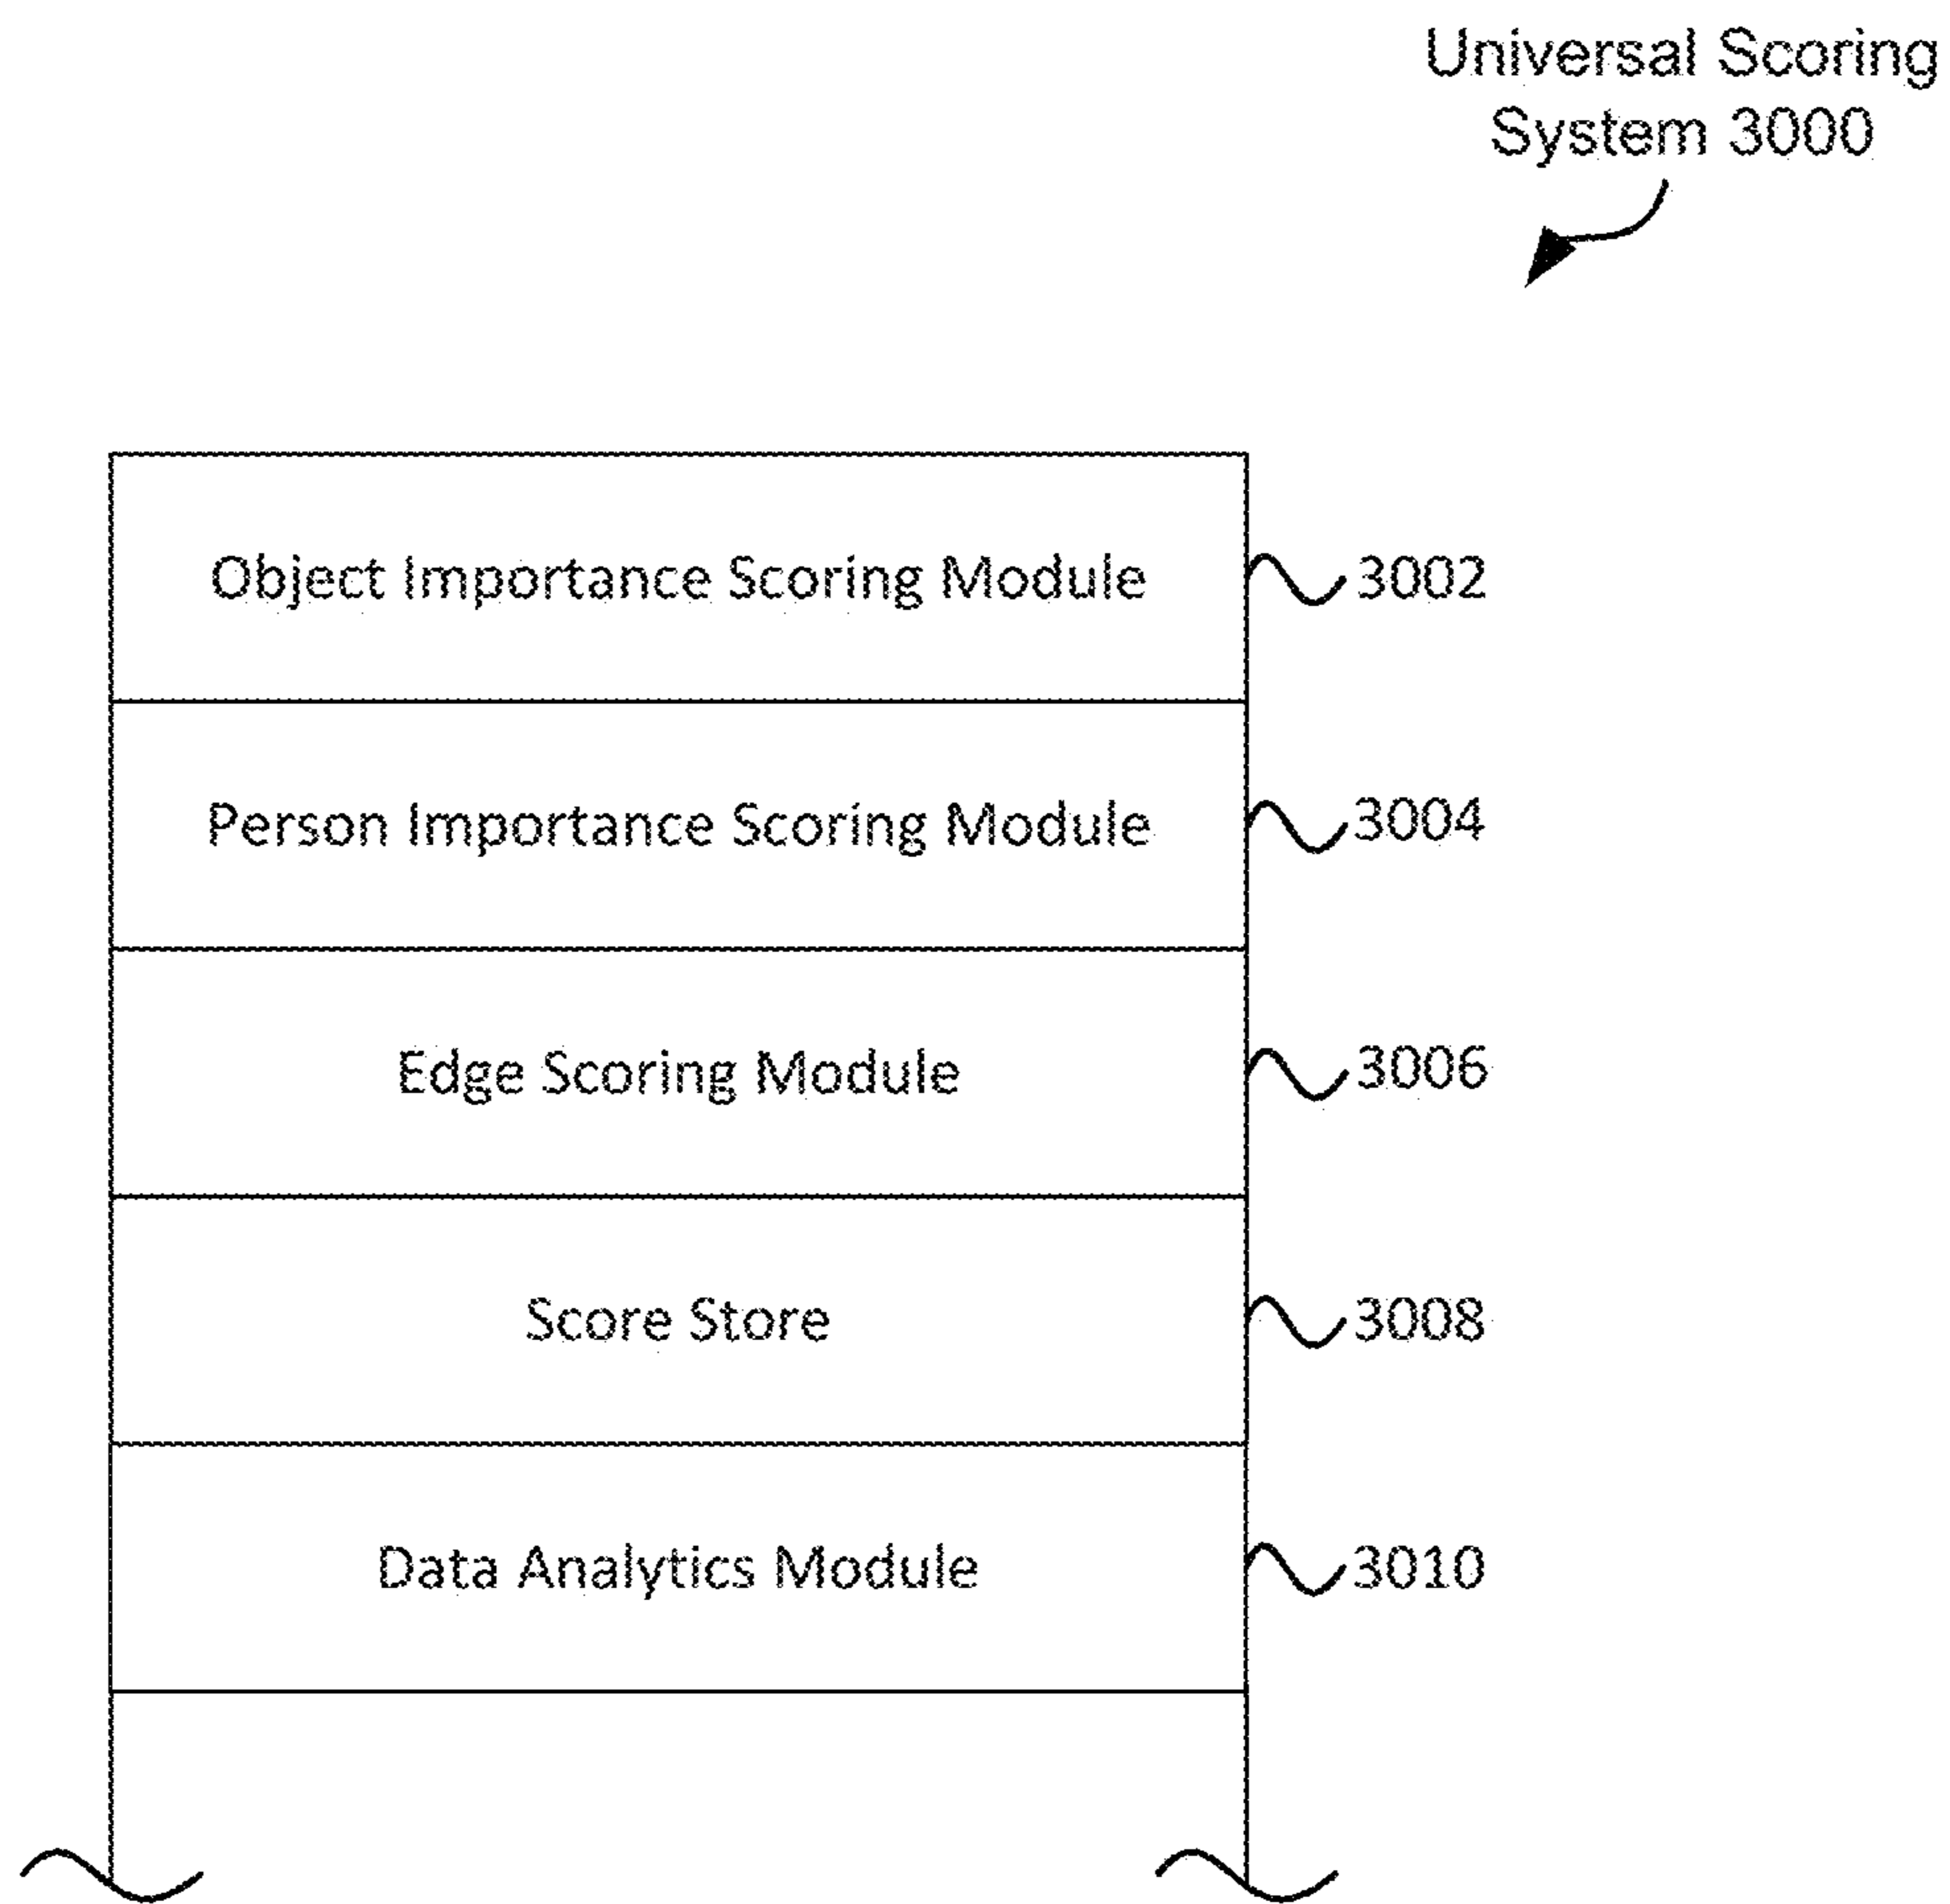 Universal Scoring
System 3000
Object Importance Scoring Module 3002
Person Importance Scoring Module 3004
Edge Scoring Module 3006
Score Store 3008
Data Analytics Module 3010